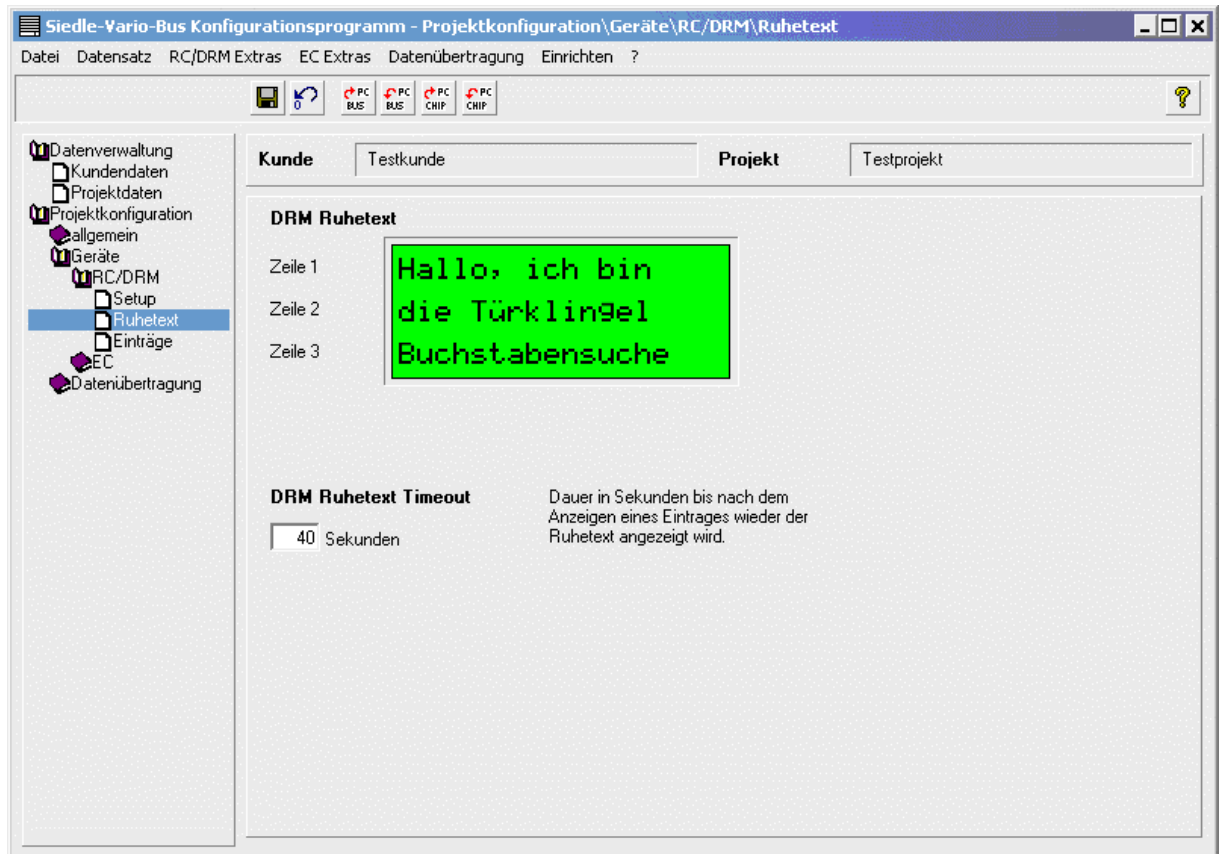 Siedle-Vario-Bus Konfigurationsprogramm - Projektkonfiguration\Geräte\RC/DRM\Ruhetext
Datei Datensatz RC/DRM Extras EC Extras Datenübertragung Einrichten ?
0 PC BUS PC BUS PC CHIP PC CHIP ?
Datenverwaltung
Kundendaten
Projektdaten
Projektkonfiguration
allgemein
Geräte
RC/DRM
Setup
Ruhetext
Einträge
EC
Datenübertragung
Kunde Testkunde Projekt Testprojekt
DRM Ruhetext
Zeile 1 Hallo, ich bin
Zeile 2 die Türklingel
Zeile 3 Buchstabensuche
DRM Ruhetext Timeout
40 Sekunden
Dauer in Sekunden bis nach dem
Anzeigen eines Eintrages wieder der
Ruhetext angezeigt wird.